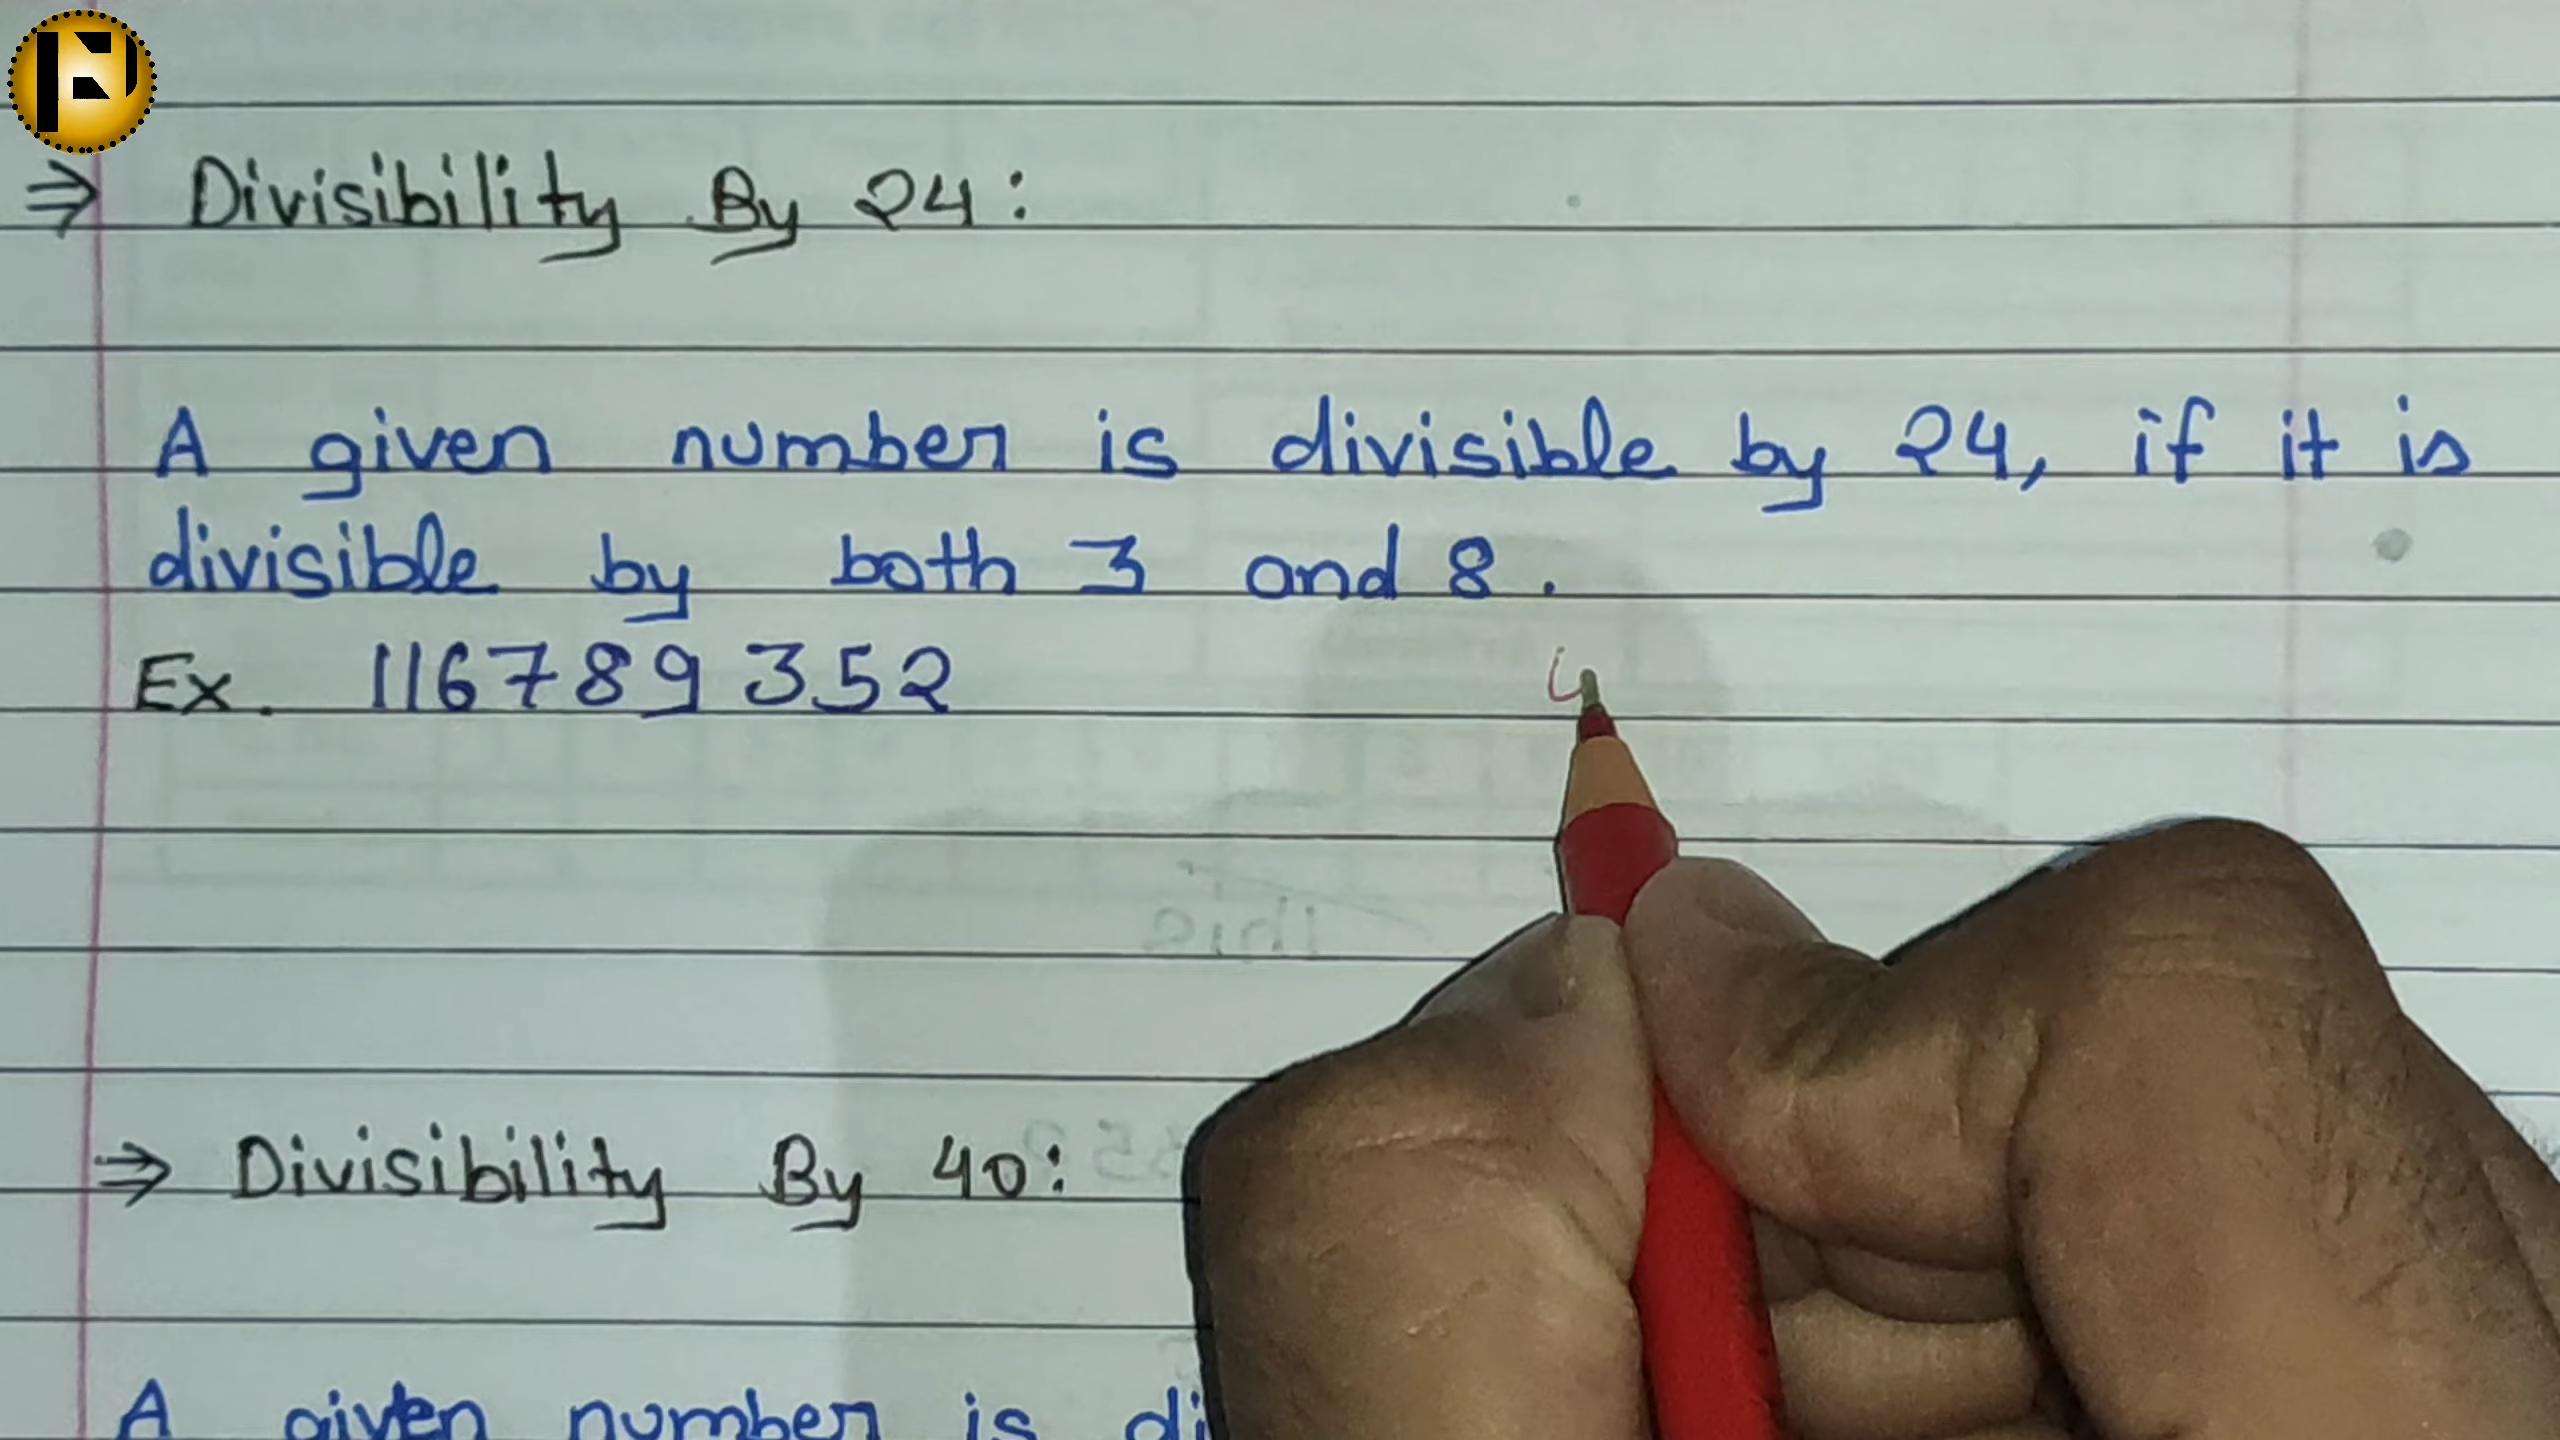 ⇒ Divisibility By 24:
A given number is divisible by 24, if it is
divisible by both 3 and 8.
Ex. 116789352
⇒ Divisibility By 40:
A given number is